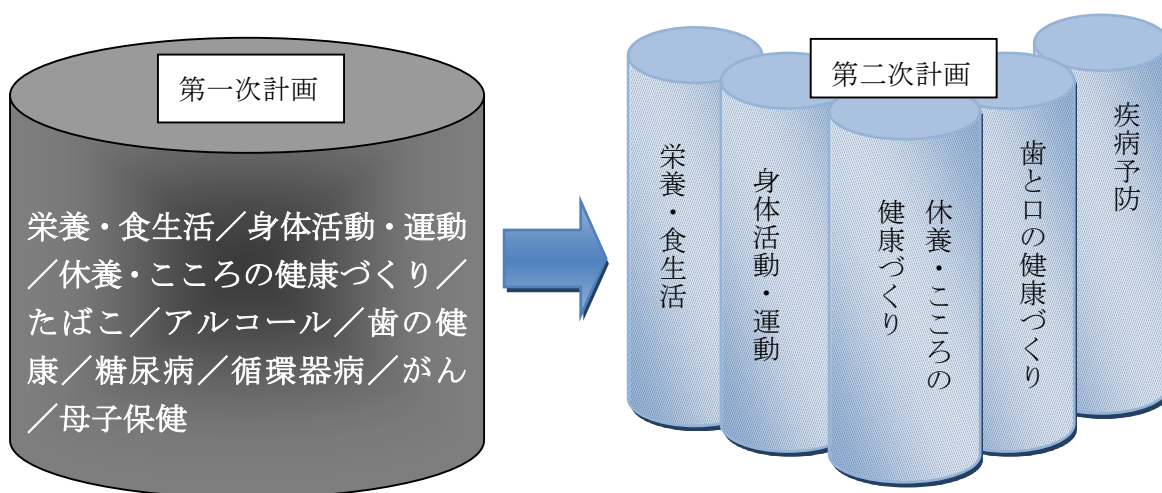 第一次計画
栄養・食生活／身体活動・運動
／休養・こころの健康づくり／
たばこ／アルコール／歯の健
康／糖尿病／循環器病／がん
／母子保健
第二次計画
栄養・食生活
身体活動・運動
休養・こころの
健康づくり
歯と口の健康づくり
疾病予防